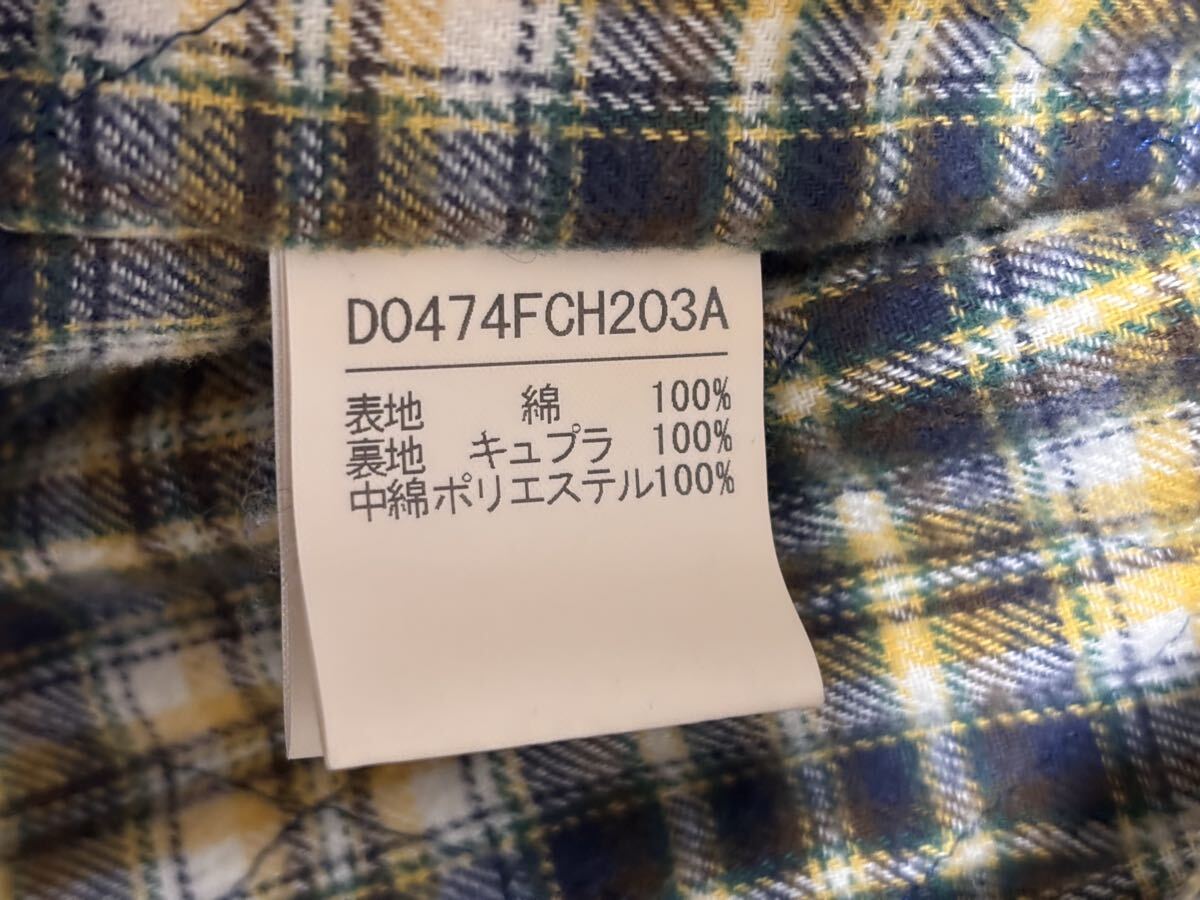 D0474FCH203A
表地 綿 100%
裏地 キュプラ 100%
中綿ポリエステル100%